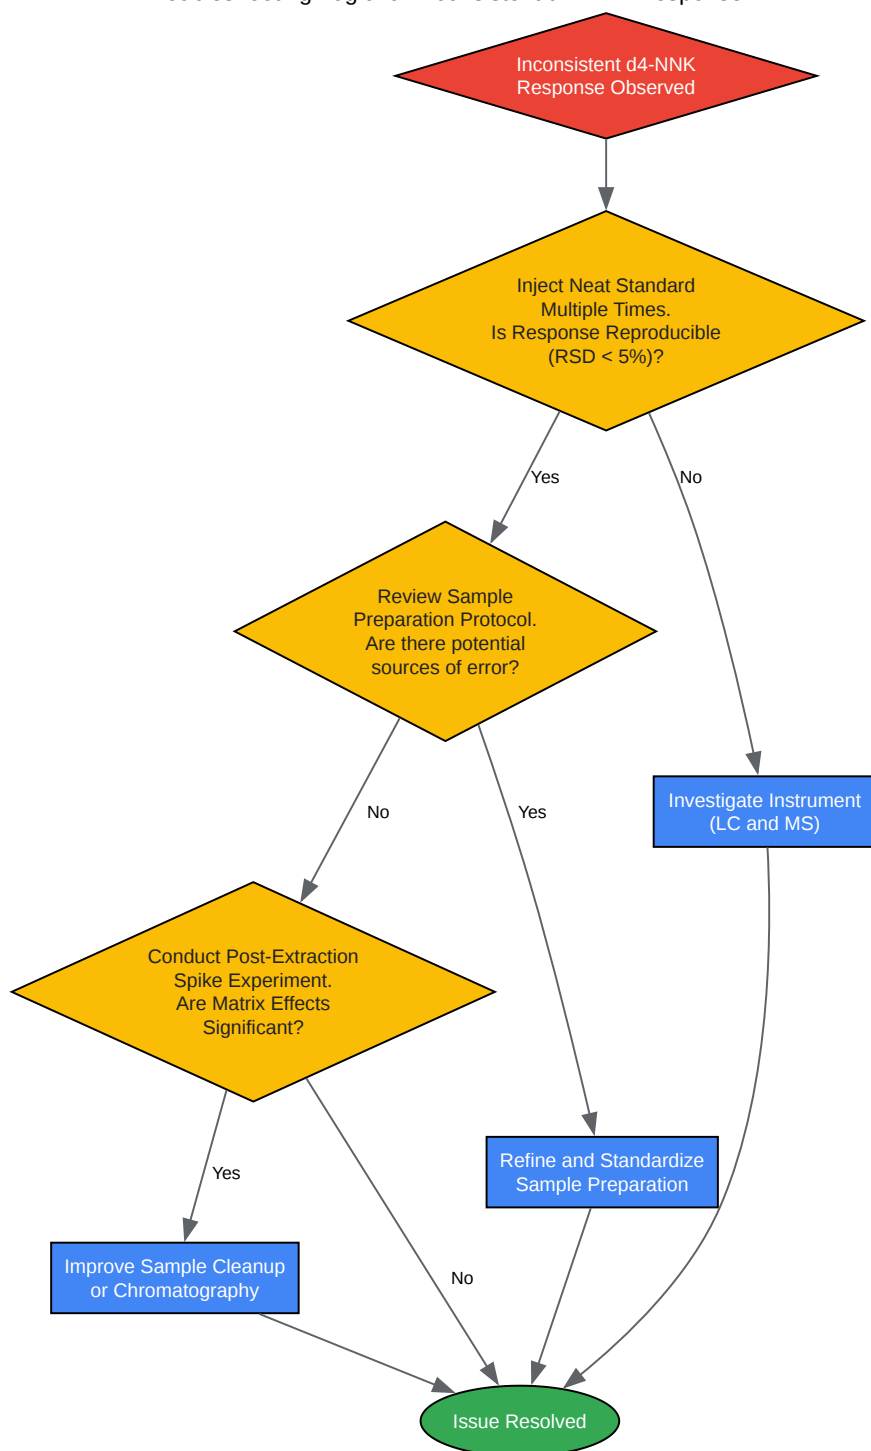 Inconsistent d4-NNK
Response Observed
Inject Neat Standard
Multiple Times.
Is Response Reproducible
(RSD < 5%)?
Yes
No
Review Sample
Preparation Protocol.
Are there potential
sources of error?
Investigate Instrument
(LC and MS)
No
Yes
Conduct Post-Extraction
Spike Experiment.
Are Matrix Effects
Significant?
Refine and Standardize
Sample Preparation
Yes
No
Improve Sample Cleanup
or Chromatography
Issue Resolved